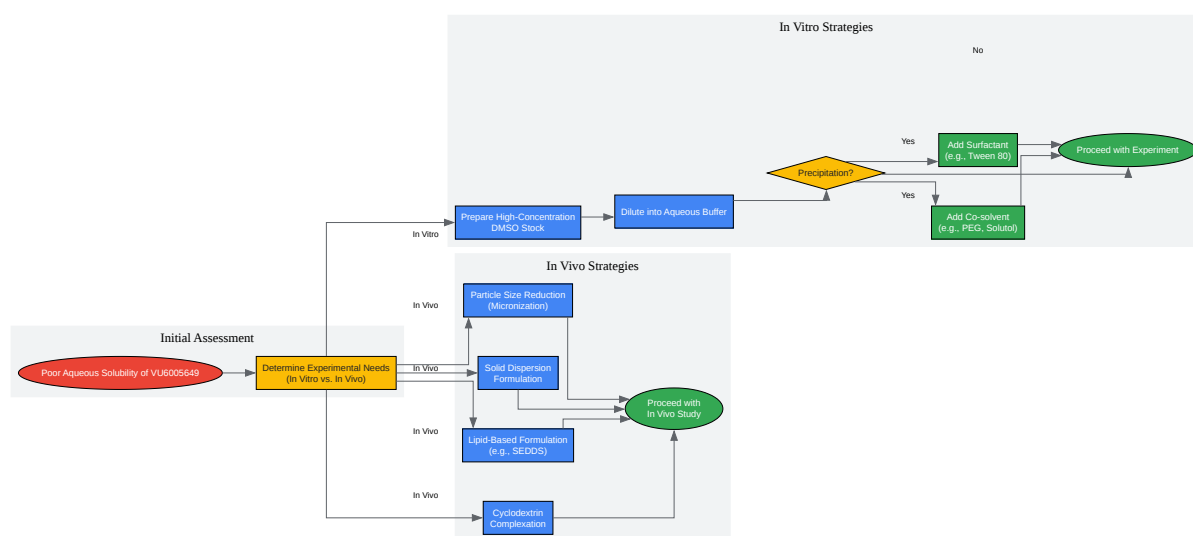 In Vitro Strategies
No
Yes
Add Surfactant
(e.g., Tween 80)
Proceed with Experiment
Precipitation?
Yes
Add Co-solvent
(e.g., PEG, Solutol)
Prepare High-Concentration
DMSO Stock
Dilute into Aqueous Buffer
In Vitro
In Vivo Strategies
In Vivo
Particle Size Reduction
(Micronization)
Initial Assessment
Poor Aqueous Solubility of VU6005649
Determine Experimental Needs
(In Vitro vs. In Vivo)
In Vivo
Solid Dispersion
Formulation
Proceed with
In Vivo Study
In Vivo
Lipid-Based Formulation
(e.g., SEDDS)
In Vivo
Cyclodextrin
Complexation